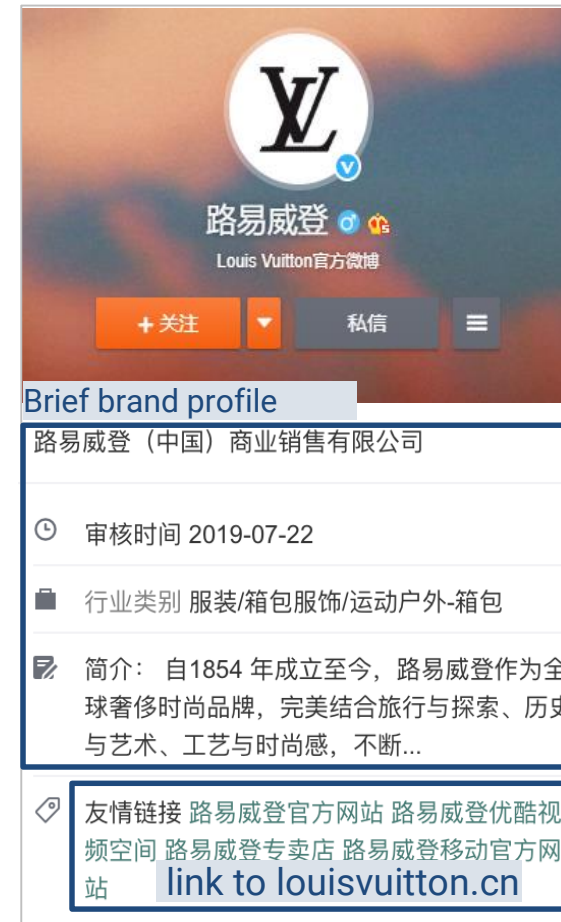 LV
路易威登
Louis Vuitton官方微博
+关注
私信
Brief brand profile
路易威登（中国）商业销售有限公司
审核时间 2019-07-22
行业类别 服装/箱包服饰/运动户外-箱包
简介： 自1854 年成立至今，路易威登作为全
球奢侈时尚品牌，完美结合旅行与探索、历史
与艺术、工艺与时尚感，不断...
友情链接 路易威登官方网站 路易威登优酷视
频空间 路易威登专卖店 路易威登移动官方网
站
link to louisvuitton.cn